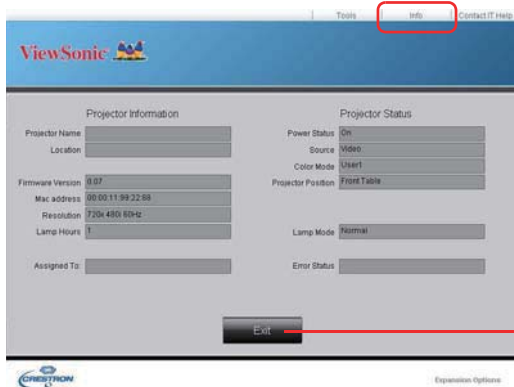 Tools Info Contact IT Help
ViewSonic
Projector Information
Projector Name
Location
Firmware Version 0.07
Mac address 00:00:11:99:22:68
Resolution 720x 480i 60Hz
Lamp Hours 1
Assigned To:
Projector Status
Power Status On
Source Video
Color Mode User1
Projector Position Front Table
Lamp Mode Normal
Error Status
Exit
CRESTRON
Expansion Options